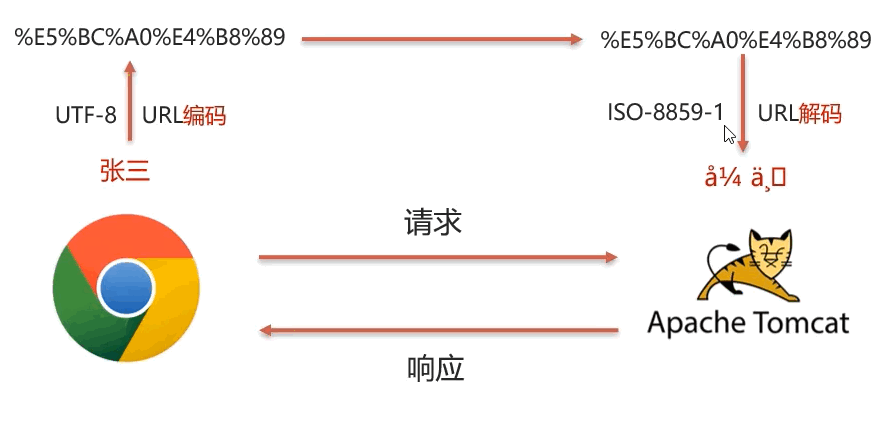 %E5%BC%A0%E4%B8%89
%E5%BC%A0%E4%B8%89
UTF-8 URL编码
ISO-8859-1 URL解码
张三
å¼ ä¸
请求
Apache Tomcat
响应